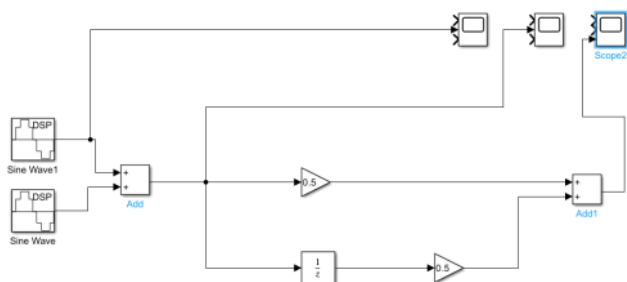 Scope2
DSP
Sine Wave1
+
+
Add
0.5
+
+
Add1
DSP
Sine Wave
1
z
0.5